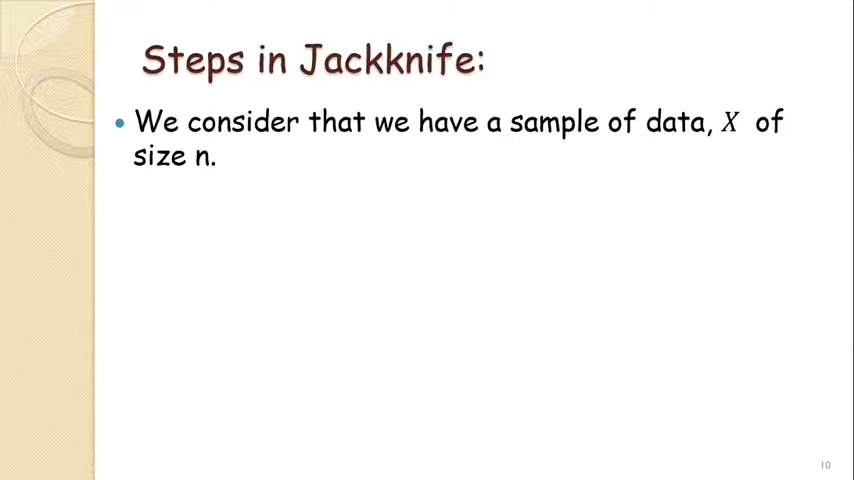 Steps in Jackknife:
• We consider that we have a sample of data, X of
size n.
10